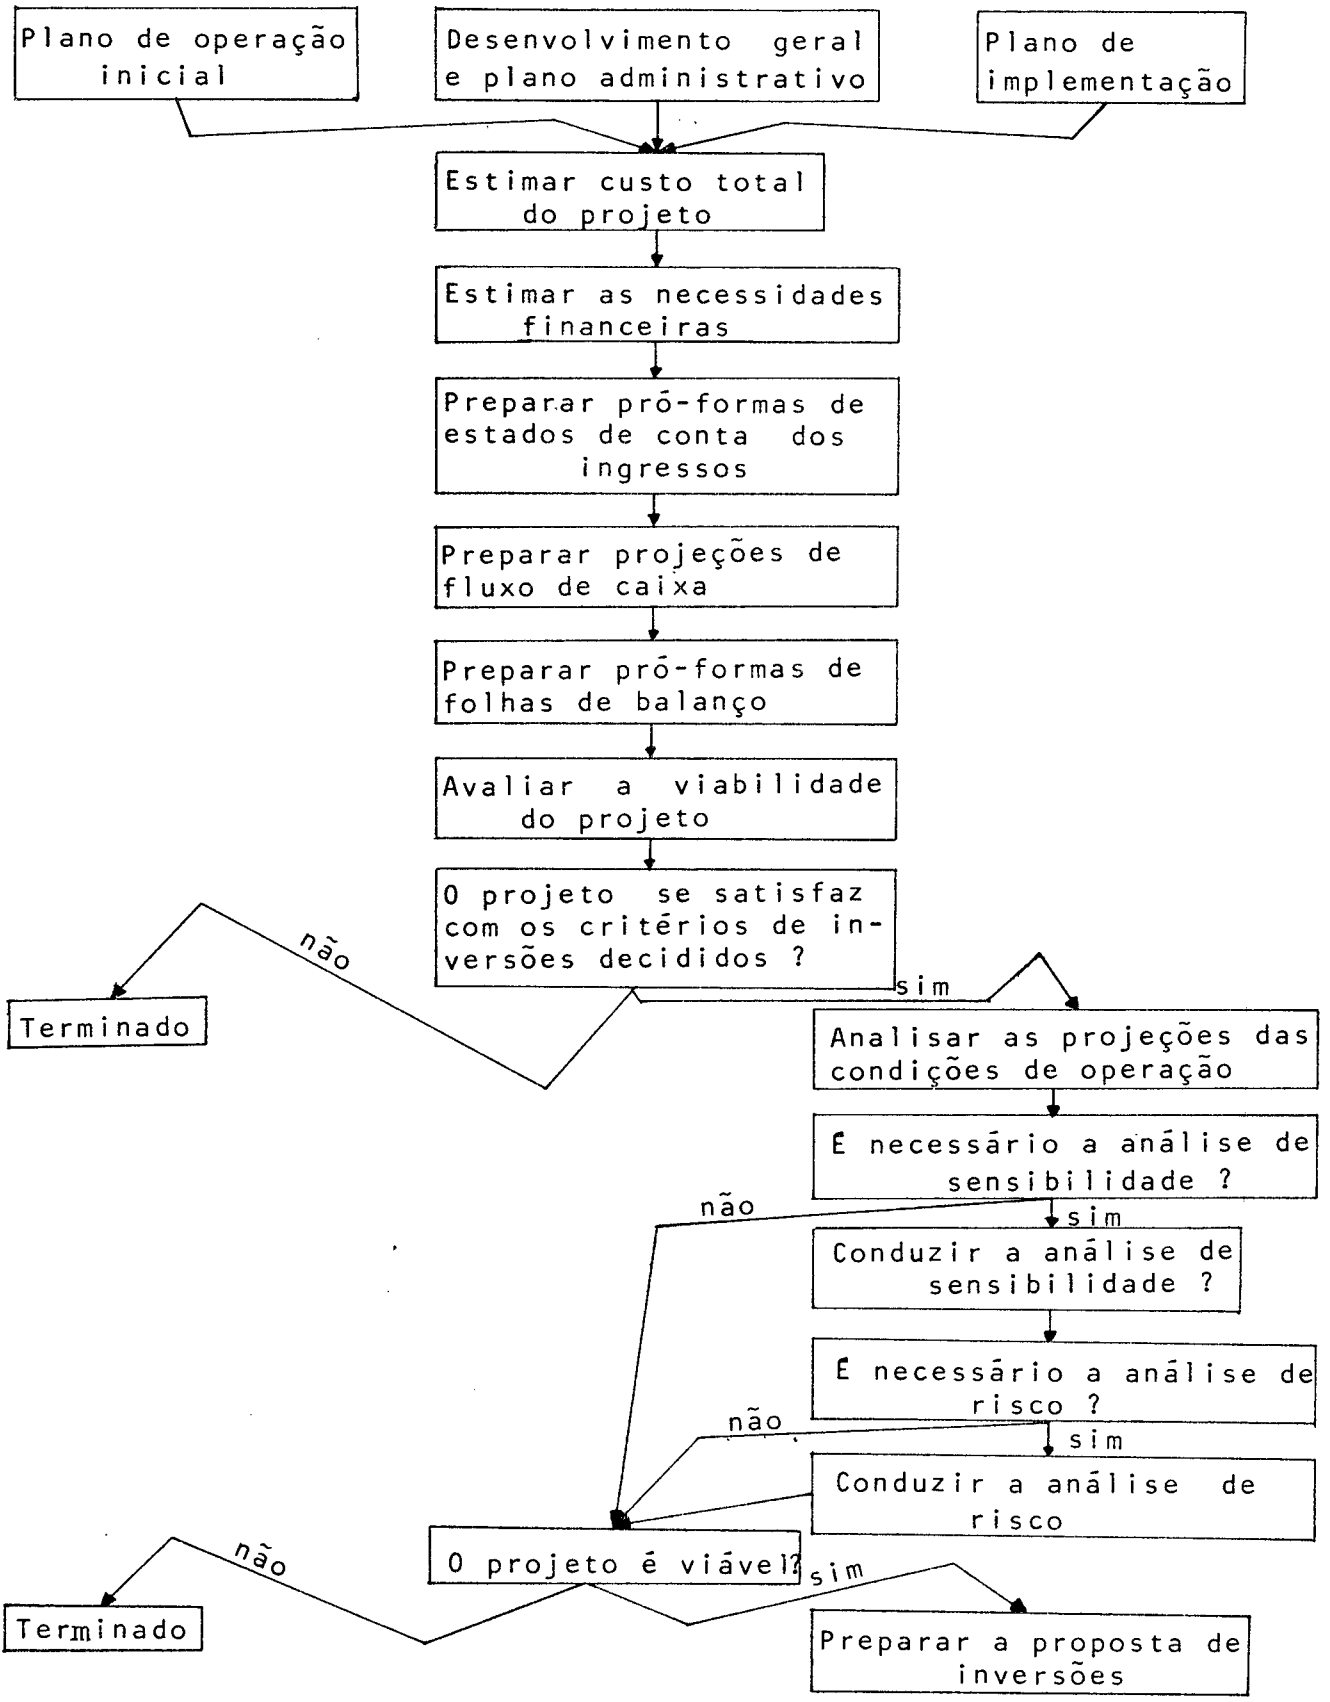 Plano de operação
inicial
Desenvolvimento geral
e plano administrativo
Plano de
implementação
Estimar custo total
do projeto
Estimar as necessidades
financeiras
Preparar pró-formas de
estados de conta dos
ingressos
Preparar projeções de
fluxo de caixa
Preparar pró-formas de
folhas de balanço
Avaliar a viabilidade
do projeto
O projeto se satisfaz
com os critérios de in-
versões decididos ?
não
sim
Terminado
Analisar as projeções das
condições de operação
É necessário a análise de
sensibilidade ?
não
sim
Conduzir a análise de
sensibilidade ?
É necessário a análise de
risco ?
não
sim
Conduzir a análise de
risco
O projeto é viável?
não
sim
Terminado
Preparar a proposta de
inversões